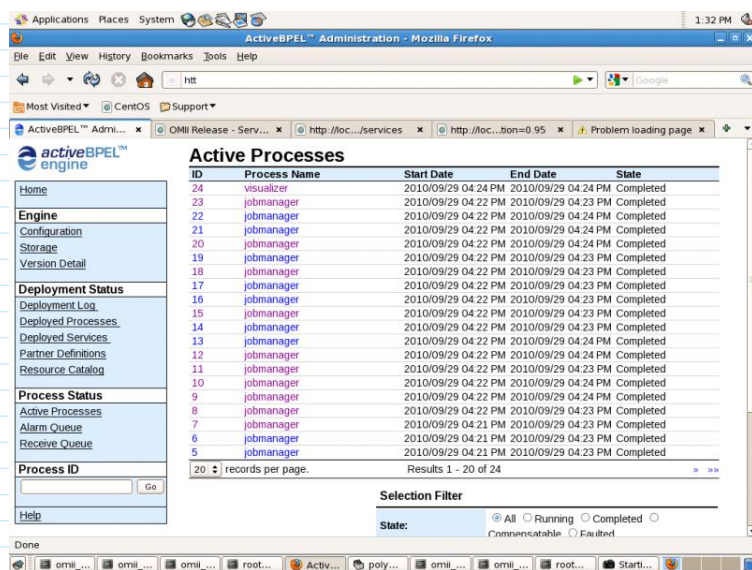 Applications Places System 1:32 PM
ActiveBPEL™ Administration - Mozilla Firefox
File Edit View History Bookmarks Tools Help
htt Google
Most Visited CentOS Support
ActiveBPEL™ Admi... OMII Release - Serv... http://loc.../services http://loc...tion=0.95 Problem loading page
activeBPEL™
engine
Home
Engine
Configuration
Storage
Version Detail
Deployment Status
Deployment Log
Deployed Processes
Deployed Services
Partner Definitions
Resource Catalog
Process Status
Active Processes
Alarm Queue
Receive Queue
Process ID
Go
Help
Active Processes
ID Process Name Start Date End Date State
24 visualizer 2010/09/29 04:24 PM 2010/09/29 04:24 PM Completed
23 jobmanager 2010/09/29 04:22 PM 2010/09/29 04:23 PM Completed
22 jobmanager 2010/09/29 04:22 PM 2010/09/29 04:24 PM Completed
21 jobmanager 2010/09/29 04:22 PM 2010/09/29 04:24 PM Completed
20 jobmanager 2010/09/29 04:22 PM 2010/09/29 04:24 PM Completed
19 jobmanager 2010/09/29 04:22 PM 2010/09/29 04:23 PM Completed
18 jobmanager 2010/09/29 04:22 PM 2010/09/29 04:23 PM Completed
17 jobmanager 2010/09/29 04:22 PM 2010/09/29 04:24 PM Completed
16 jobmanager 2010/09/29 04:22 PM 2010/09/29 04:23 PM Completed
15 jobmanager 2010/09/29 04:22 PM 2010/09/29 04:23 PM Completed
14 jobmanager 2010/09/29 04:22 PM 2010/09/29 04:23 PM Completed
13 jobmanager 2010/09/29 04:22 PM 2010/09/29 04:24 PM Completed
12 jobmanager 2010/09/29 04:22 PM 2010/09/29 04:24 PM Completed
11 jobmanager 2010/09/29 04:22 PM 2010/09/29 04:23 PM Completed
10 jobmanager 2010/09/29 04:22 PM 2010/09/29 04:24 PM Completed
9 jobmanager 2010/09/29 04:22 PM 2010/09/29 04:24 PM Completed
8 jobmanager 2010/09/29 04:22 PM 2010/09/29 04:23 PM Completed
7 jobmanager 2010/09/29 04:21 PM 2010/09/29 04:23 PM Completed
6 jobmanager 2010/09/29 04:21 PM 2010/09/29 04:23 PM Completed
5 jobmanager 2010/09/29 04:21 PM 2010/09/29 04:23 PM Completed
20 records per page. Results 1 - 20 of 24 » »»
Selection Filter
State: All Running Completed
Compensatable Faulted
Done
omii_... omii_... omii_... root... Activ... poly... omii_... omii_... root... Starti...